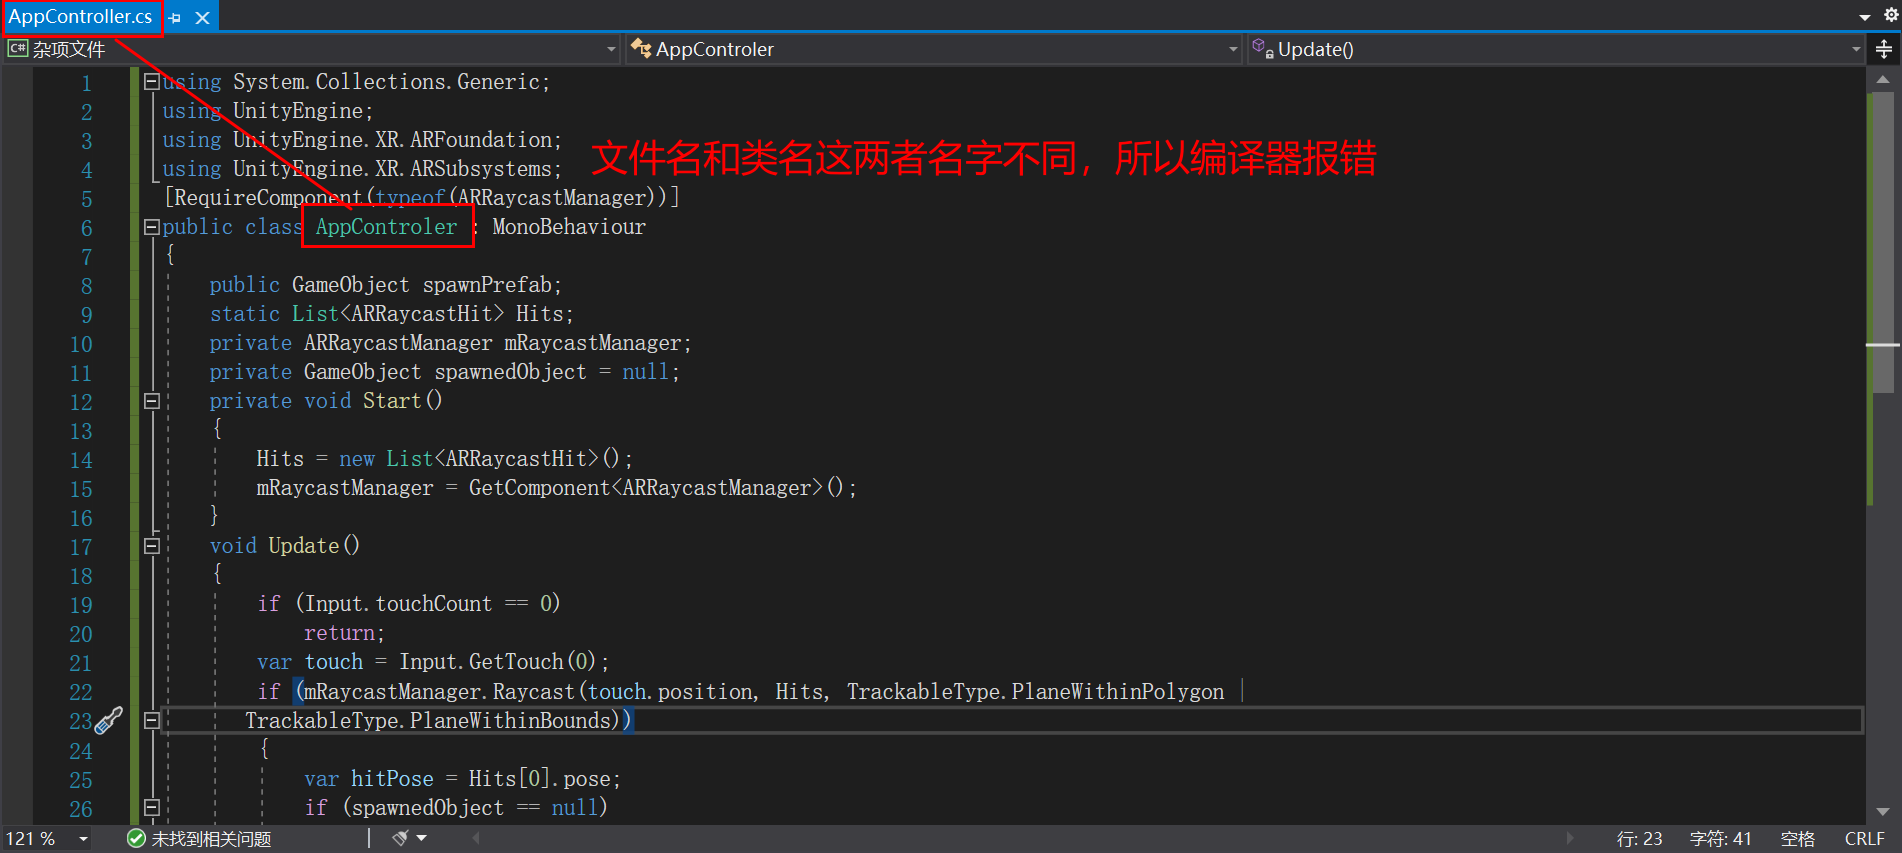 AppController.cs
C# 杂项文件 AppControler Update()
1 using System.Collections.Generic;
2 using UnityEngine;
3 using UnityEngine.XR.ARFoundation;
4 using UnityEngine.XR.ARSubsystems;
文件名和类名这两者名字不同，所以编译器报错
5 [RequireComponent(typeof(ARRaycastManager))]
6 public class AppControler : MonoBehaviour
7 {
8 public GameObject spawnPrefab;
9 static List<ARRaycastHit> Hits;
10 private ARRaycastManager mRaycastManager;
11 private GameObject spawnedObject = null;
12 private void Start()
13 {
14 Hits = new List<ARRaycastHit>();
15 mRaycastManager = GetComponent<ARRaycastManager>();
16 }
17 void Update()
18 {
19 if (Input.touchCount == 0)
20 return;
21 var touch = Input.GetTouch(0);
22 if (mRaycastManager.Raycast(touch.position, Hits, TrackableType.PlaneWithinPolygon |
23 TrackableType.PlaneWithinBounds))
24 {
25 var hitPose = Hits[0].pose;
26 if (spawnedObject == null)
121 % 未找到相关问题 行: 23 字符: 41 空格 CRLF